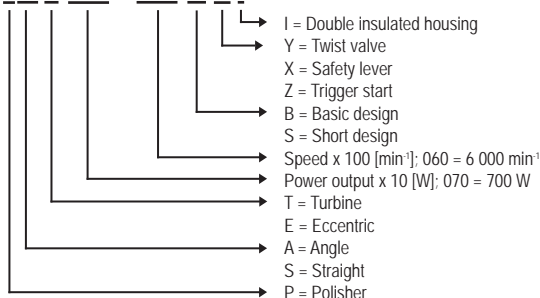 I = Double insulated housing
Y = Twist valve
X = Safety lever
Z = Trigger start
B = Basic design
S = Short design
Speed x 100 [min⁻¹]; 060 = 6 000 min⁻¹
Power output x 10 [W]; 070 = 700 W
T = Turbine
E = Eccentric
A = Angle
S = Straight
P = Polisher